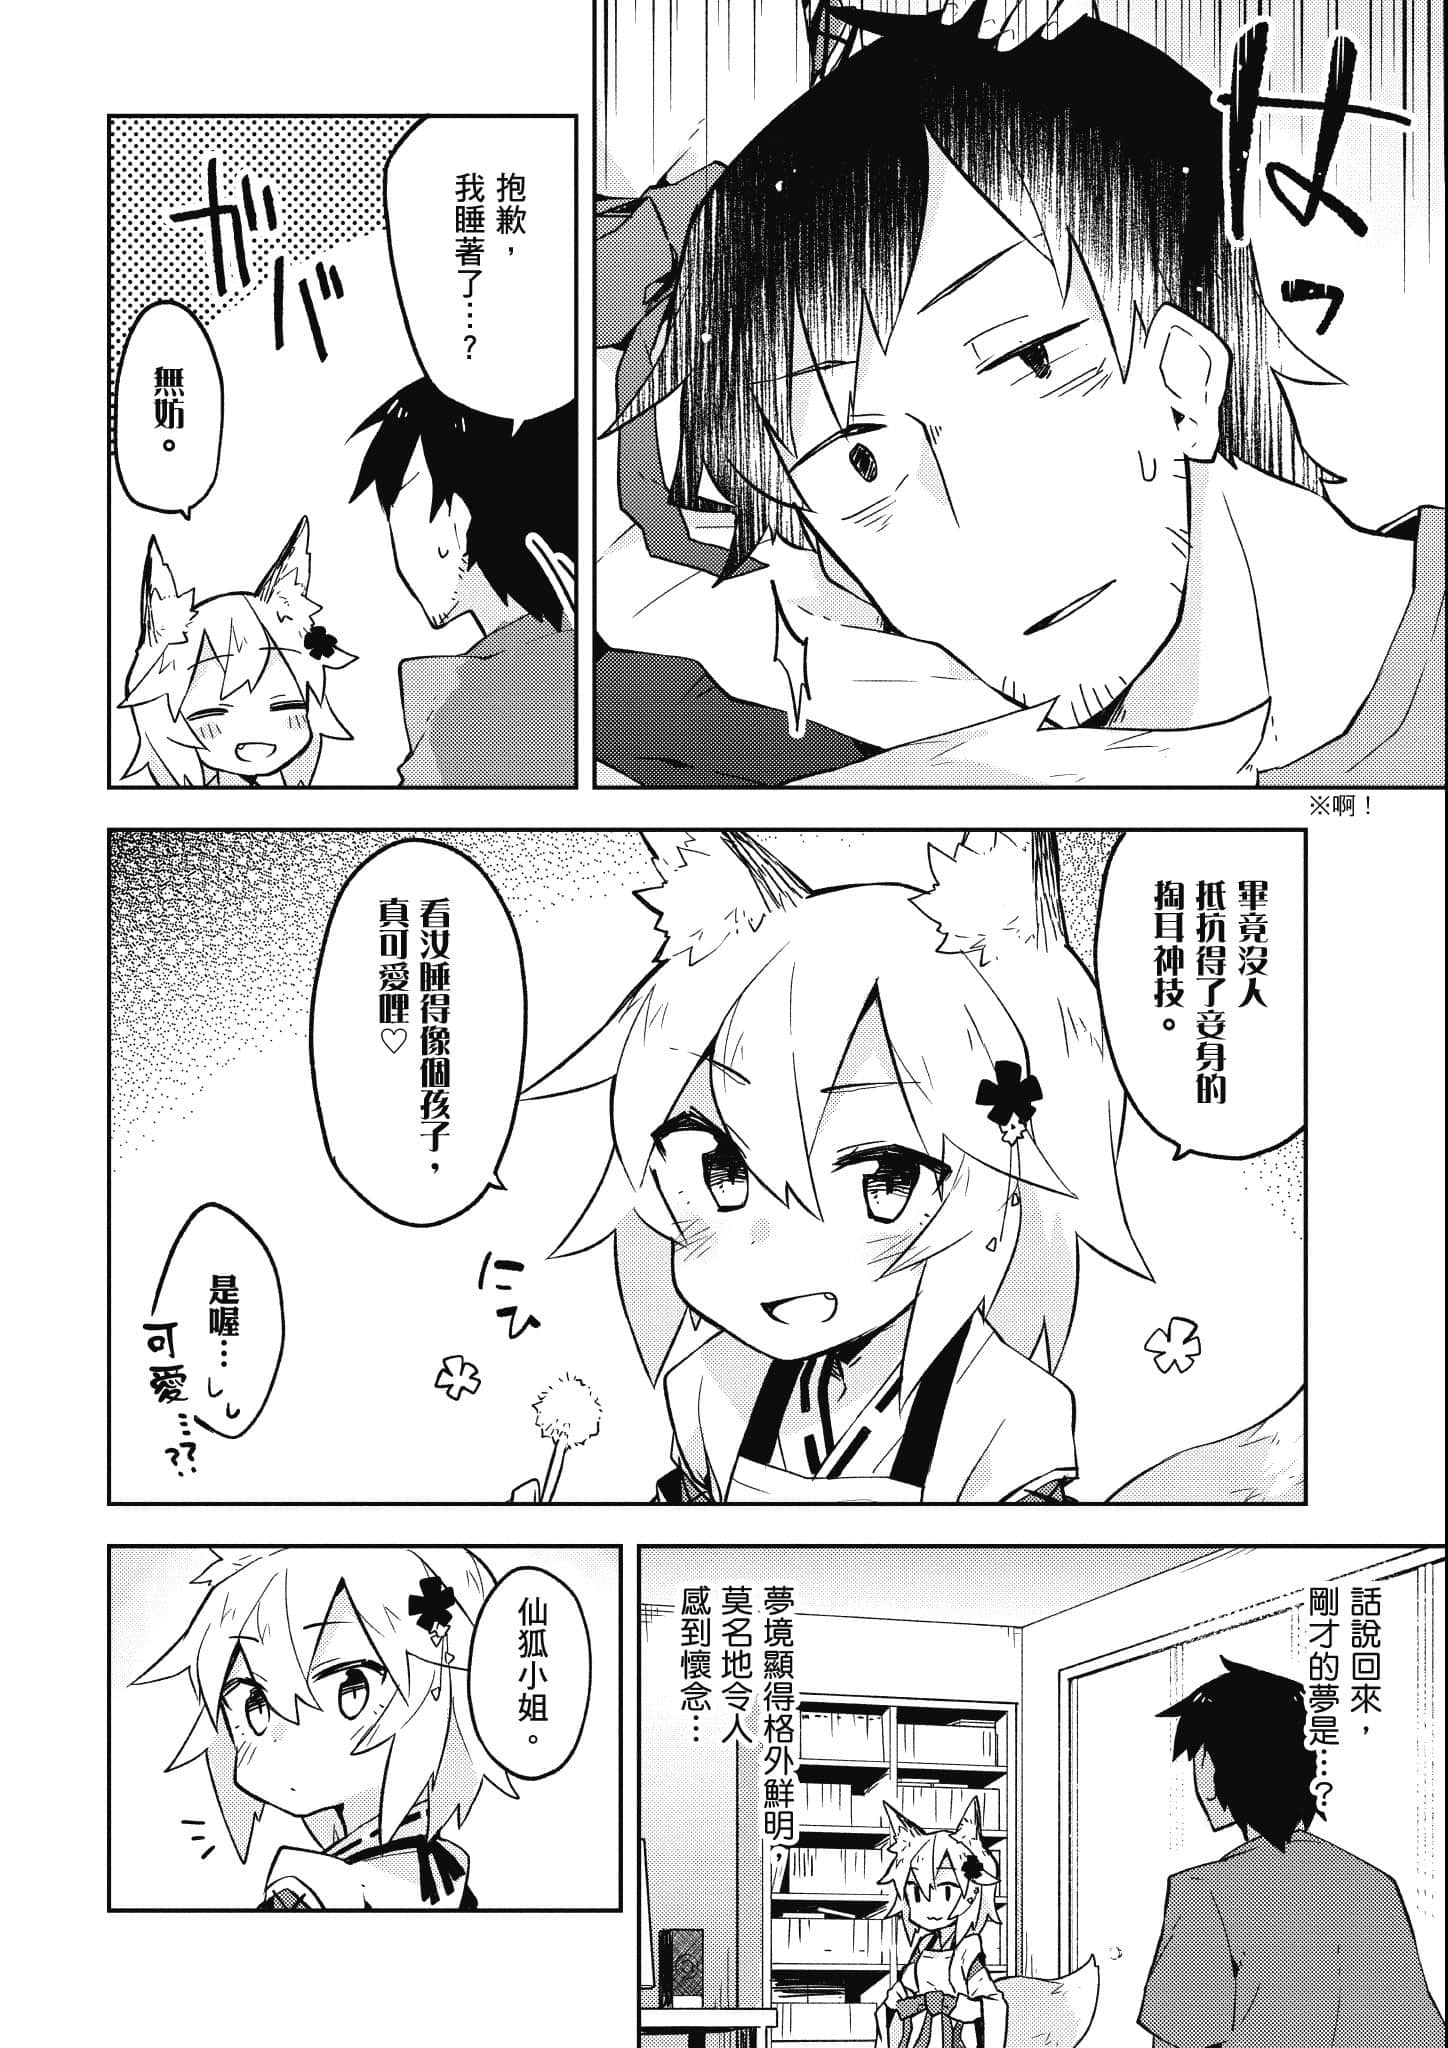 はっ
※啊！
抱歉，
我睡著了…？
ガバ
無妨。
畢竟沒人
抵抗得了妾身的
掏耳神技。
看汝睡得像個孩子，
真可愛哩♡
にひ
是喔…
可愛…??
話說回來，
剛才的夢是…？
夢境顯得格外鮮明，
莫名地令人
感到懷念…
仙狐小姐。